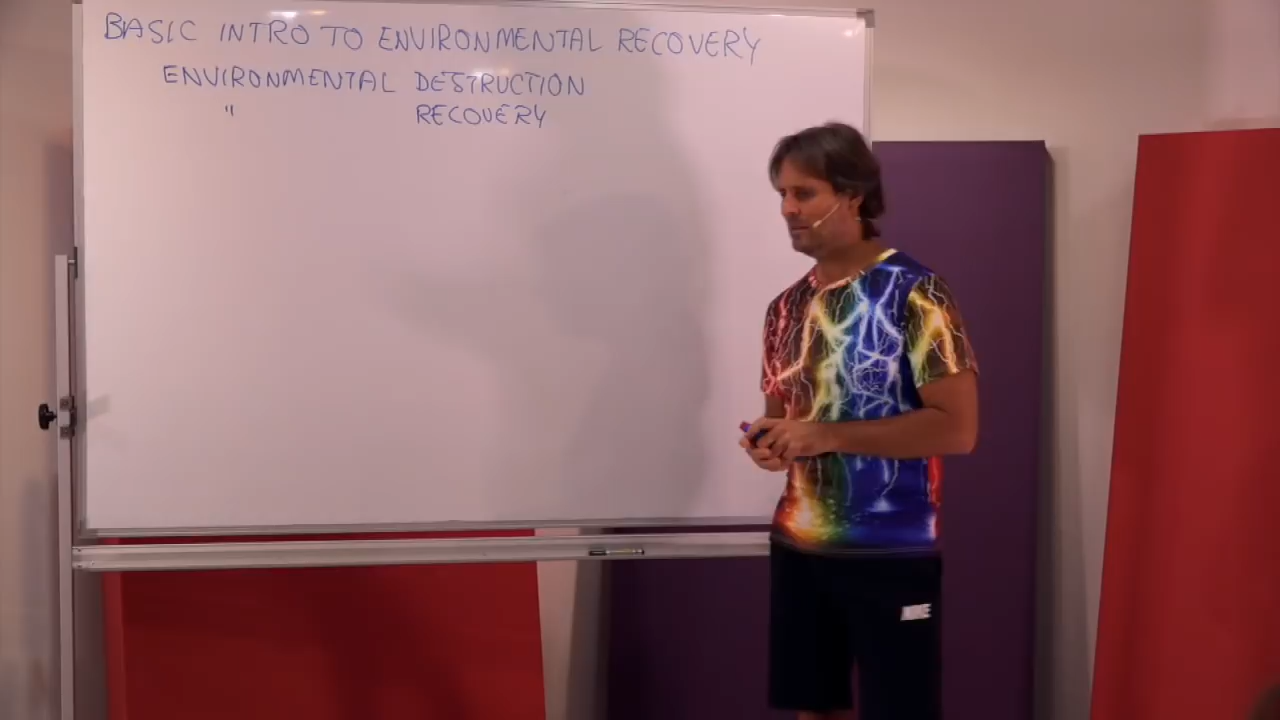 BASIC INTRO TO ENVIRONMENTAL RECOVERY
ENVIRONMENTAL DESTRUCTION
" RECOVERY